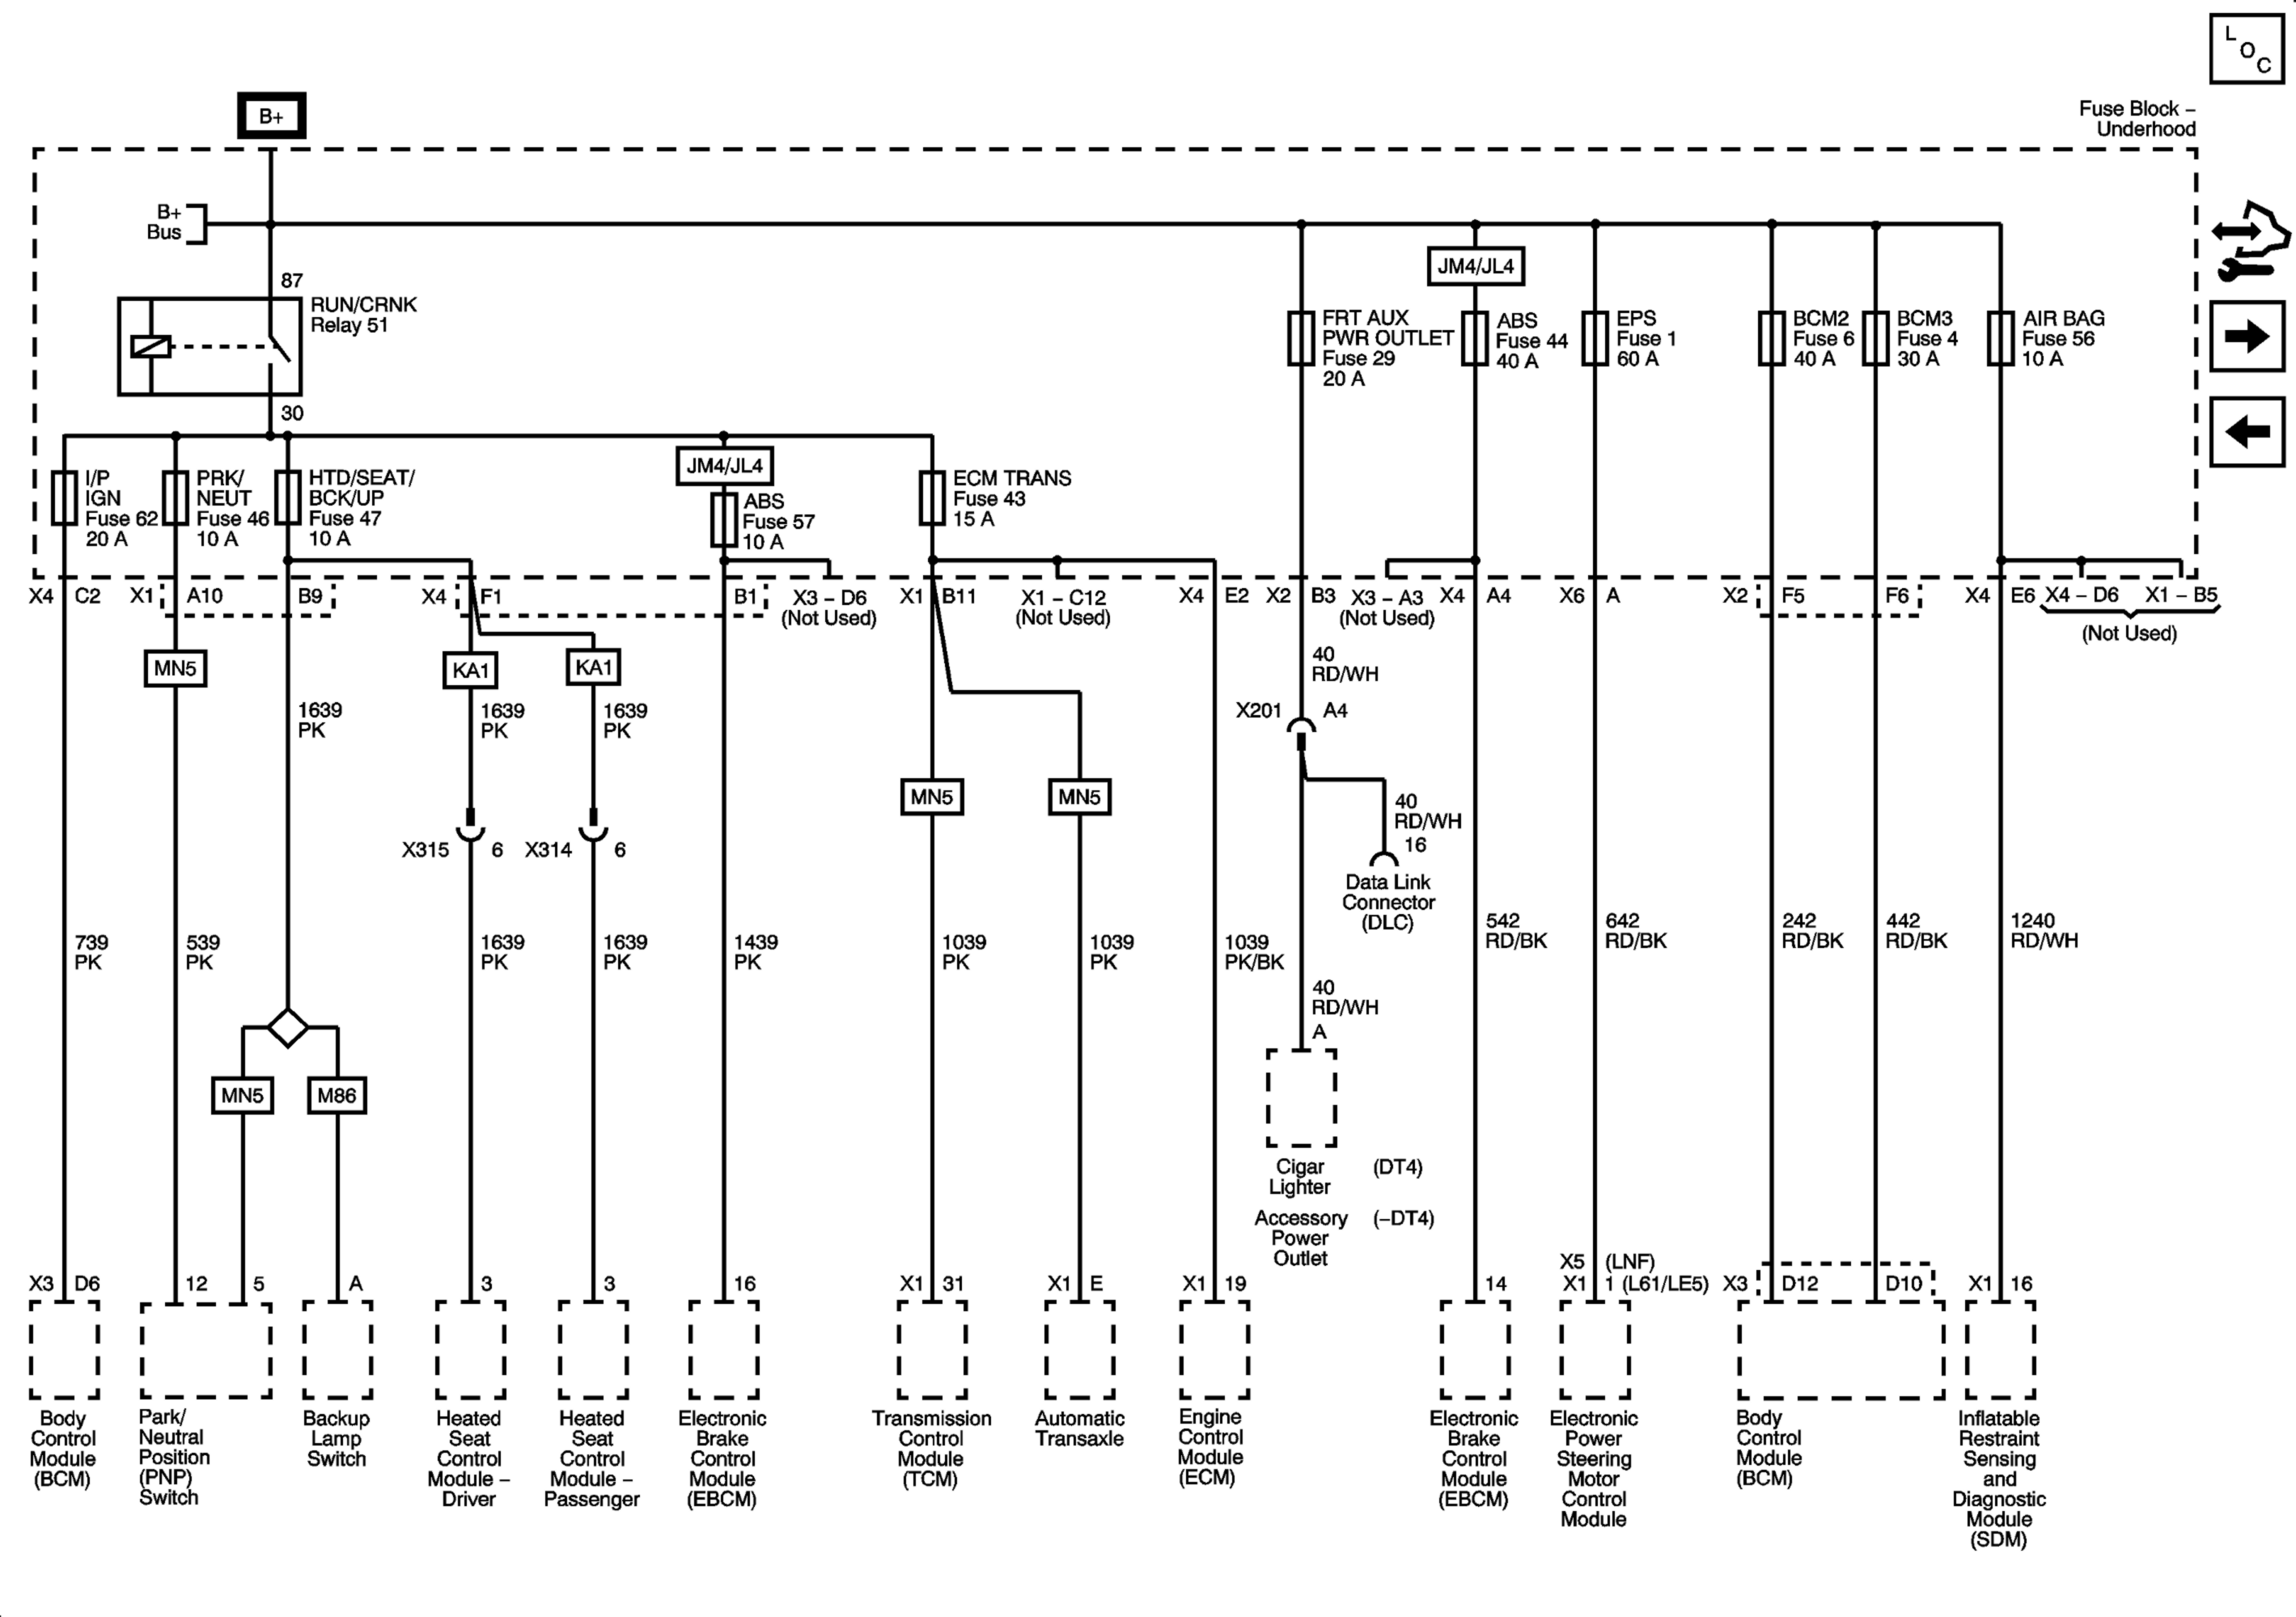 L
O
C
Fuse Block –
Underhood
B+
B+
Bus
87
RUN/CRNK
Relay 51
30
JM4/JL4
FRT AUX
PWR OUTLET
Fuse 29
20 A
ABS
Fuse 44
40 A
EPS
Fuse 1
60 A
BCM2
Fuse 6
40 A
BCM3
Fuse 4
30 A
AIR BAG
Fuse 56
10 A
I/P
IGN
Fuse 62
20 A
PRK/
NEUT
Fuse 46
10 A
HTD/SEAT/
BCK/UP
Fuse 47
10 A
JM4/JL4
ABS
Fuse 57
10 A
ECM TRANS
Fuse 43
15 A
X4 C2
X1 A10
B9
X4 F1
B1
X3 – D6
(Not Used)
X1 B11
X1 – C12
(Not Used)
X4 E2
X2 B3
X3 – A3
(Not Used)
X4 A4
X6 A
X2 F5
F6
X4 E6
X4 – D6 X1 – B5
(Not Used)
MN5
KA1
KA1
1639
PK
1639
PK
1639
PK
40
RD/WH
X201 A4
MN5
MN5
40
RD/WH
16
Data Link
Connector
(DLC)
X315 6
X314 6
739
PK
539
PK
1639
PK
1639
PK
1439
PK
1039
PK
1039
PK
1039
PK/BK
542
RD/BK
642
RD/BK
242
RD/BK
442
RD/BK
1240
RD/WH
40
RD/WH
A
MN5
M86
Cigar
Lighter
(DT4)
Accessory
Power
Outlet
(–DT4)
X3 D6
12
5
A
3
3
16
X1 31
X1 E
X1 19
14
X5 (LNF)
X1 1 (L61/LE5)
X3 D12
D10
X1 16
Body
Control
Module
(BCM)
Park/
Neutral
Position
(PNP)
Switch
Backup
Lamp
Switch
Heated
Seat
Control
Module –
Driver
Heated
Seat
Control
Module –
Passenger
Electronic
Brake
Control
Module
(EBCM)
Transmission
Control
Module
(TCM)
Automatic
Transaxle
Engine
Control
Module
(ECM)
Electronic
Brake
Control
Module
(EBCM)
Electronic
Power
Steering
Motor
Control
Module
Body
Control
Module
(BCM)
Inflatable
Restraint
Sensing
and
Diagnostic
Module
(SDM)